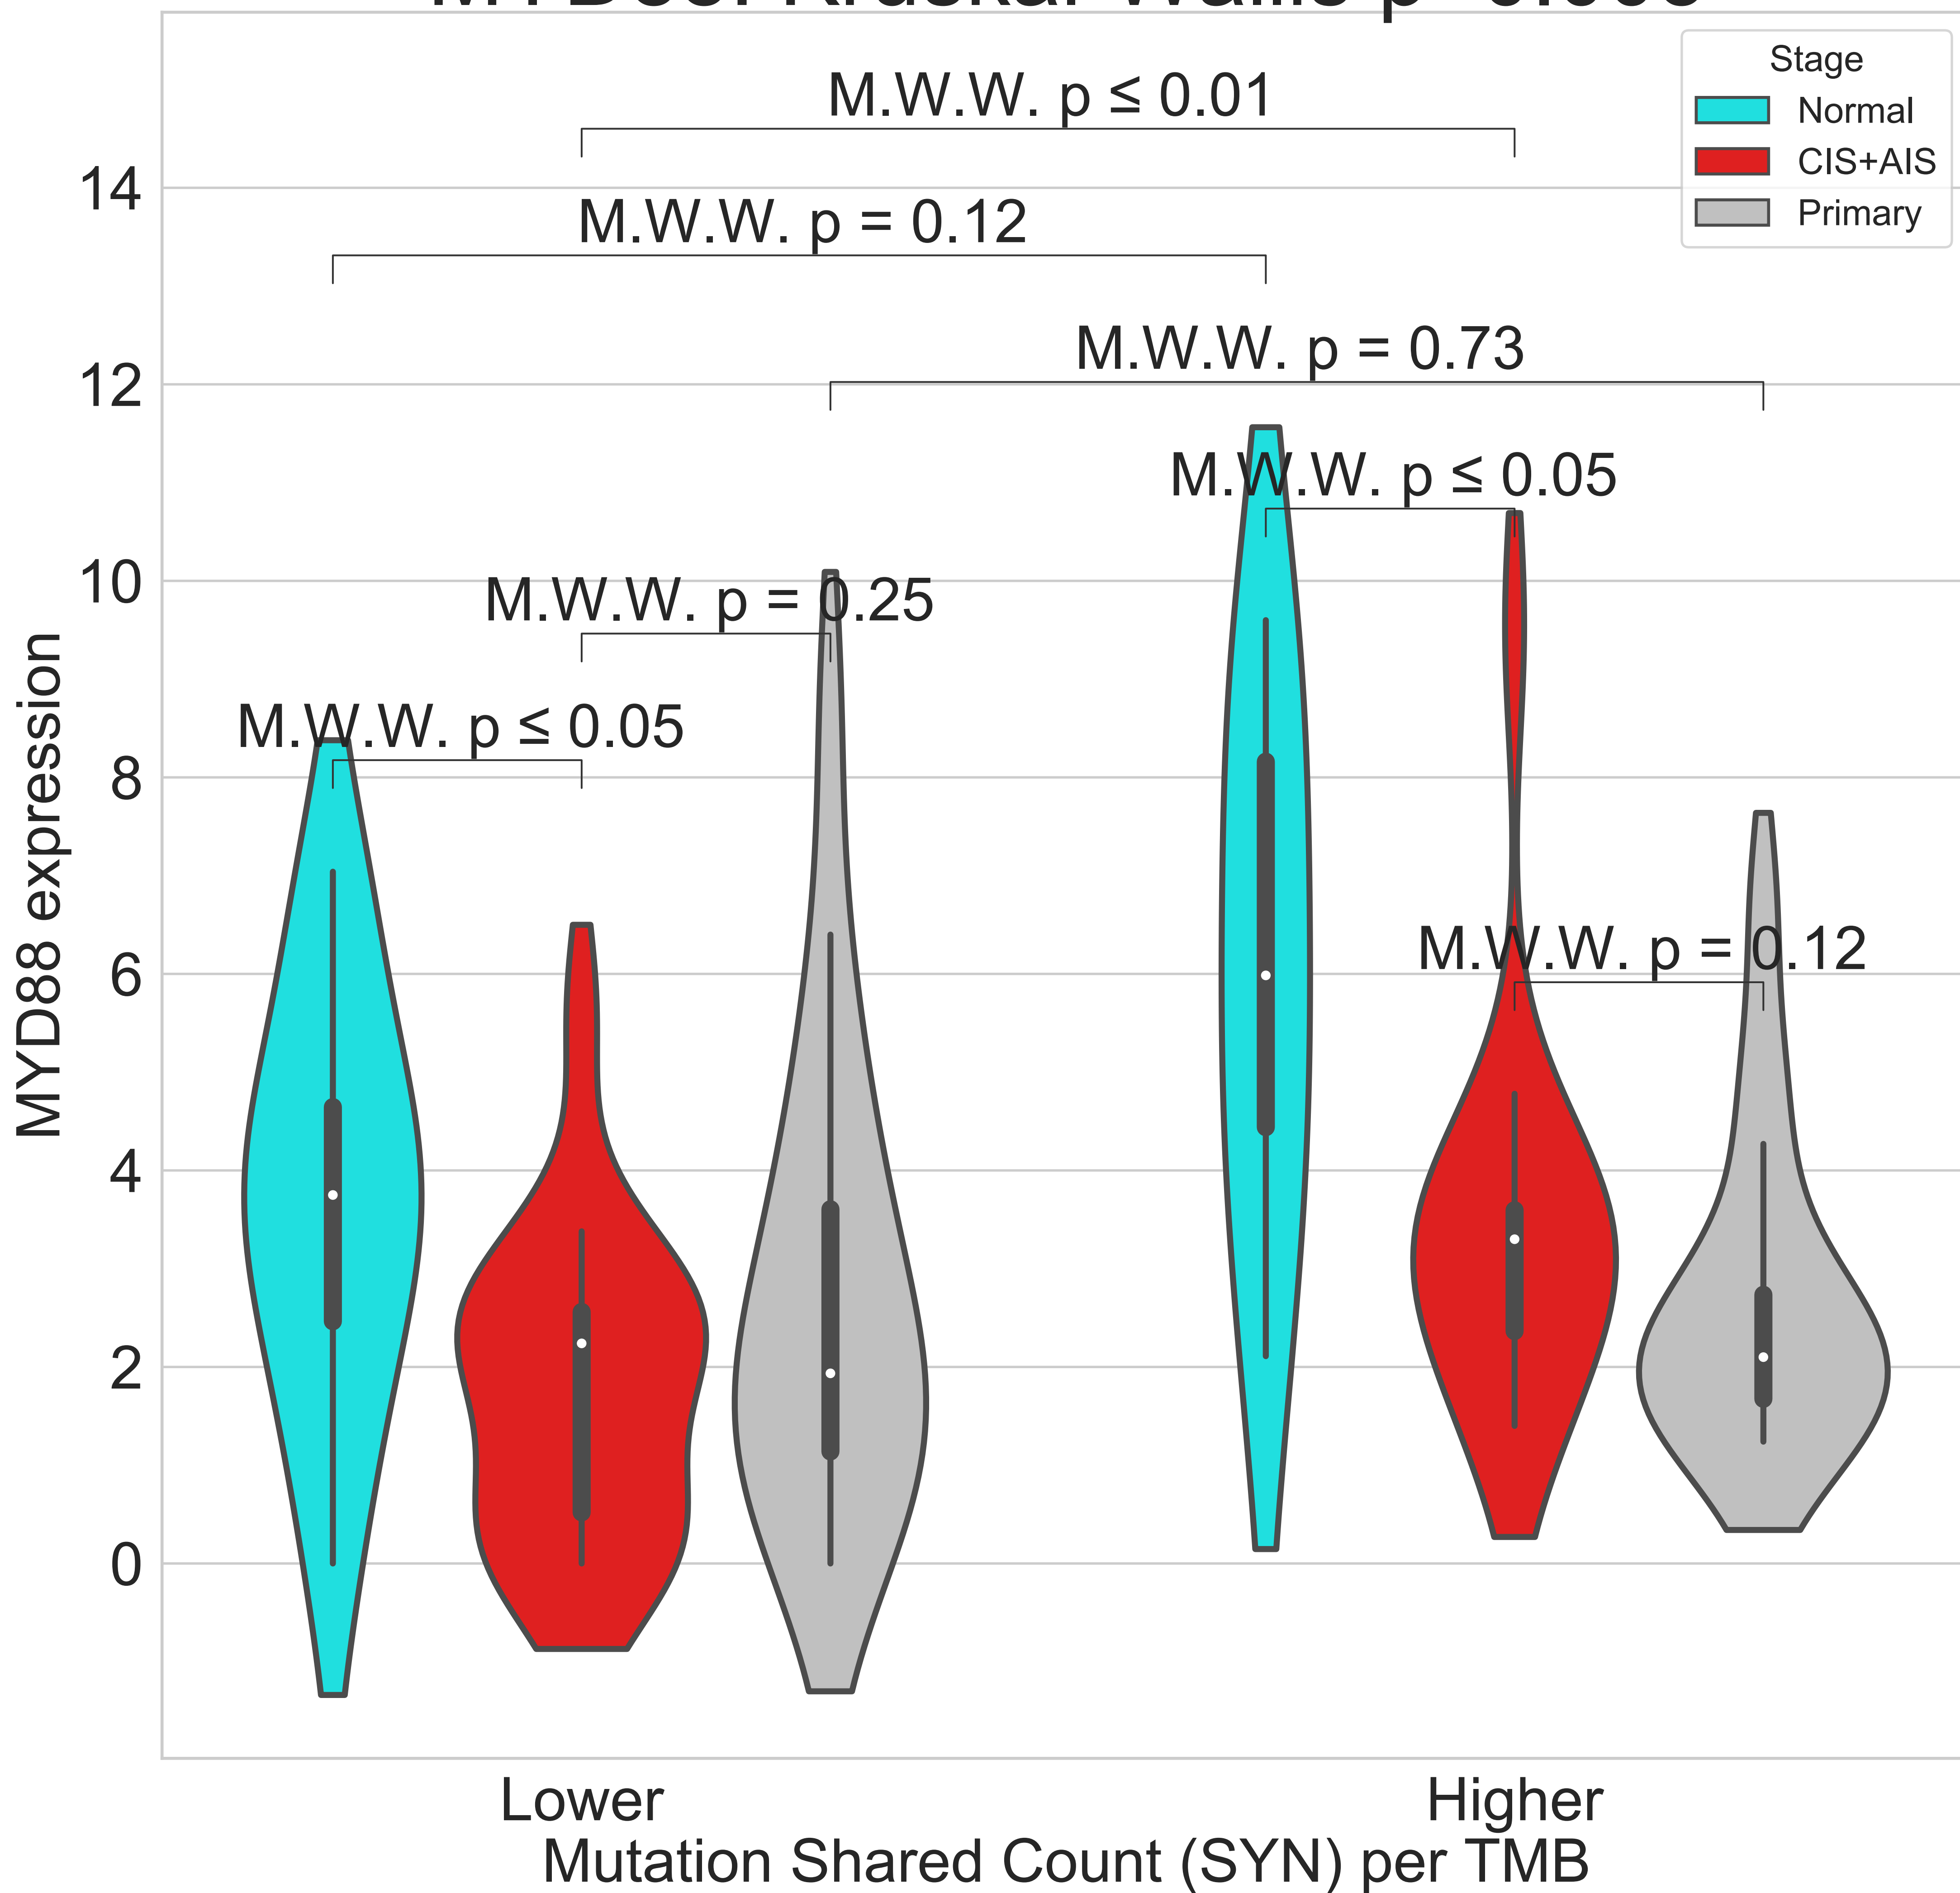 Stage
Normal
CIS+AIS
Primary
M.W.W. p ≤ 0.01
M.W.W. p = 0.12
M.W.W. p = 0.73
M.W.W. p ≤ 0.05
M.W.W. p = 0.25
M.W.W. p ≤ 0.05
M.W.W. p = 0.12
14
12
10
8
6
4
2
0
MYD88 expression
Lower
Higher
Mutation Shared Count (SYN) per TMB